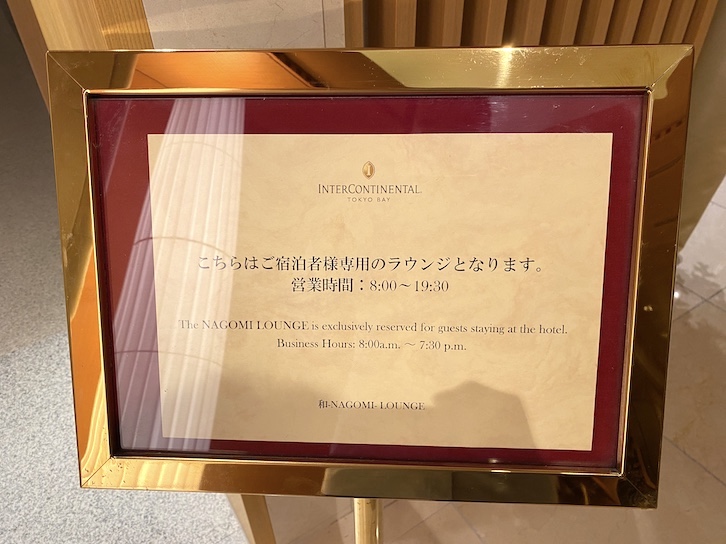 INTERCONTINENTAL.
TOKYO BAY
こちらはご宿泊者様専用のラウンジとなります。
営業時間：8:00〜19:30
The NAGOMI LOUNGE is exclusively reserved for guests staying at the hotel.
Business Hours: 8:00a.m. 〜 7:30 p.m.
和-NAGOMI- LOUNGE